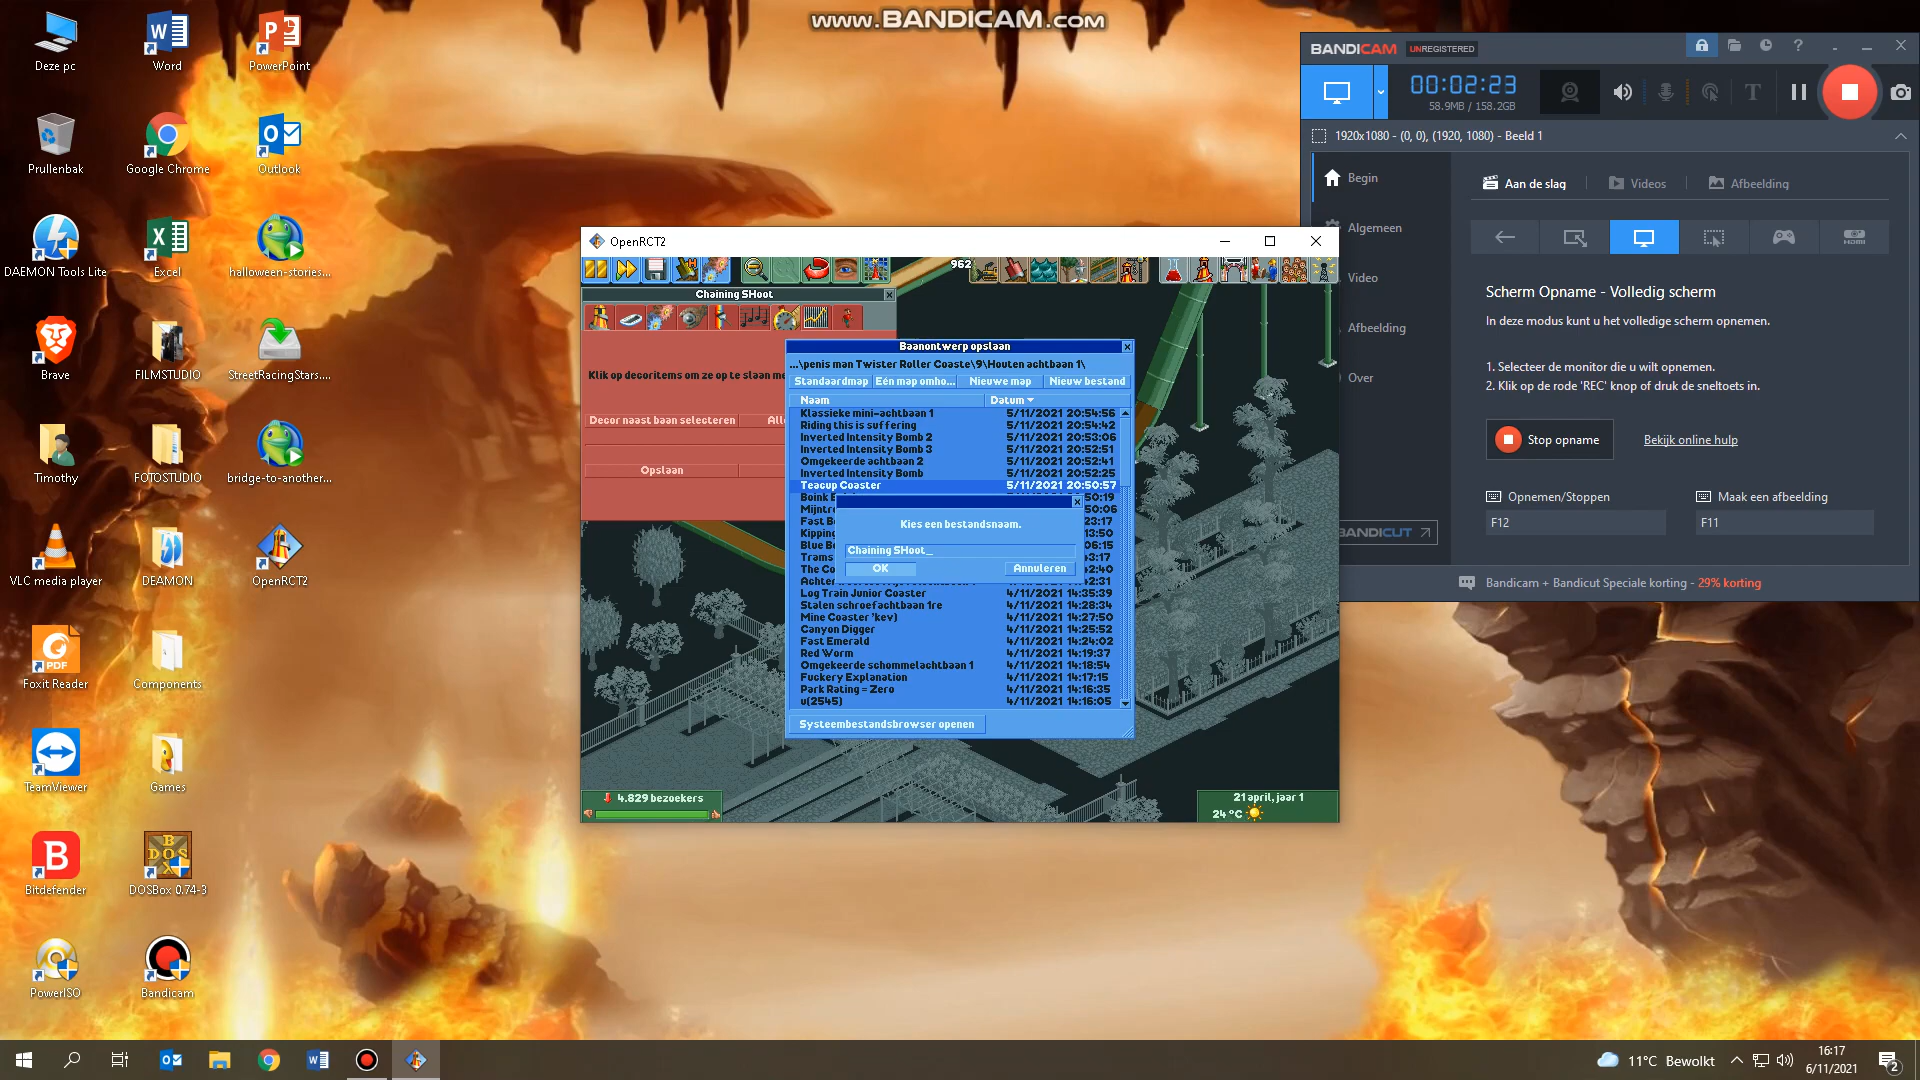 www.BANDICAM.com
Deze pc
Word
PowerPoint
Prullenbak
Google Chrome
Outlook
DAEMON Tools Lite
Excel
halloween-stories...
Brave
FILMSTUDIO
StreetRacingStars....
Timothy
FOTOSTUDIO
bridge-to-another...
VLC media player
DEAMON
OpenRCT2
Foxit Reader
Components
TeamViewer
Games
Bitdefender
DOSBox 0.74-3
PowerISO
Bandicam
BANDICAM UNREGISTERED
00:02:23
58.9MB / 158.2GB
1920x1080 - (0, 0), (1920, 1080) - Beeld 1
Begin
Algemeen
Video
Afbeelding
Over
Aan de slag
Videos
Afbeelding
Scherm Opname - Volledig scherm
In deze modus kunt u het volledige scherm opnemen.
1. Selecteer de monitor die u wilt opnemen.
2. Klik op de rode 'REC' knop of druk de sneltoets in.
Stop opname
Bekijk online hulp
Opnemen/Stoppen
Maak een afbeelding
F12
F11
BANDICUT
Bandicam + Bandicut Speciale korting - 29% korting
OpenRCT2
962
Chaining SHoot
Klik op decoritems om ze op te slaan me
Decor naast baan selecteren
Opslaan
Baanontwerp opslaan
...\penis man Twister Roller Coaste\9\Houten achtbaan 1\
Standaardmap
Eén map omho...
Nieuwe map
Nieuw bestand
Naam
Datum
Klassieke mini-achtbaan 1 5/11/2021 20:54:56
Riding this is suffering 5/11/2021 20:54:42
Inverted Intensity Bomb 2 5/11/2021 20:53:06
Inverted Intensity Bomb 3 5/11/2021 20:52:51
Omgekeerde achtbaan 2 5/11/2021 20:52:41
Inverted Intensity Bomb 5/11/2021 20:52:25
Teacup Coaster 5/11/2021 20:50:57
Kies een bestandsnaam.
Chaining SHoot_
OK
Annuleren
Log Train Junior Coaster 4/11/2021 14:35:39
Stalen schroefachtbaan 1re 4/11/2021 14:28:34
Mine Coaster 'kev) 4/11/2021 14:27:50
Canyon Digger 4/11/2021 14:25:52
Fast Emerald 4/11/2021 14:24:02
Red Worm 4/11/2021 14:19:37
Omgekeerde schommelachtbaan 1 4/11/2021 14:18:54
Fuckery Explanation 4/11/2021 14:17:15
Park Rating = Zero 4/11/2021 14:16:35
v(2545) 4/11/2021 14:16:05
Systeembestandsbrowser openen
4.829 bezoekers
21 april, jaar 1
24 °C
11°C Bewolkt
16:17
6/11/2021
2